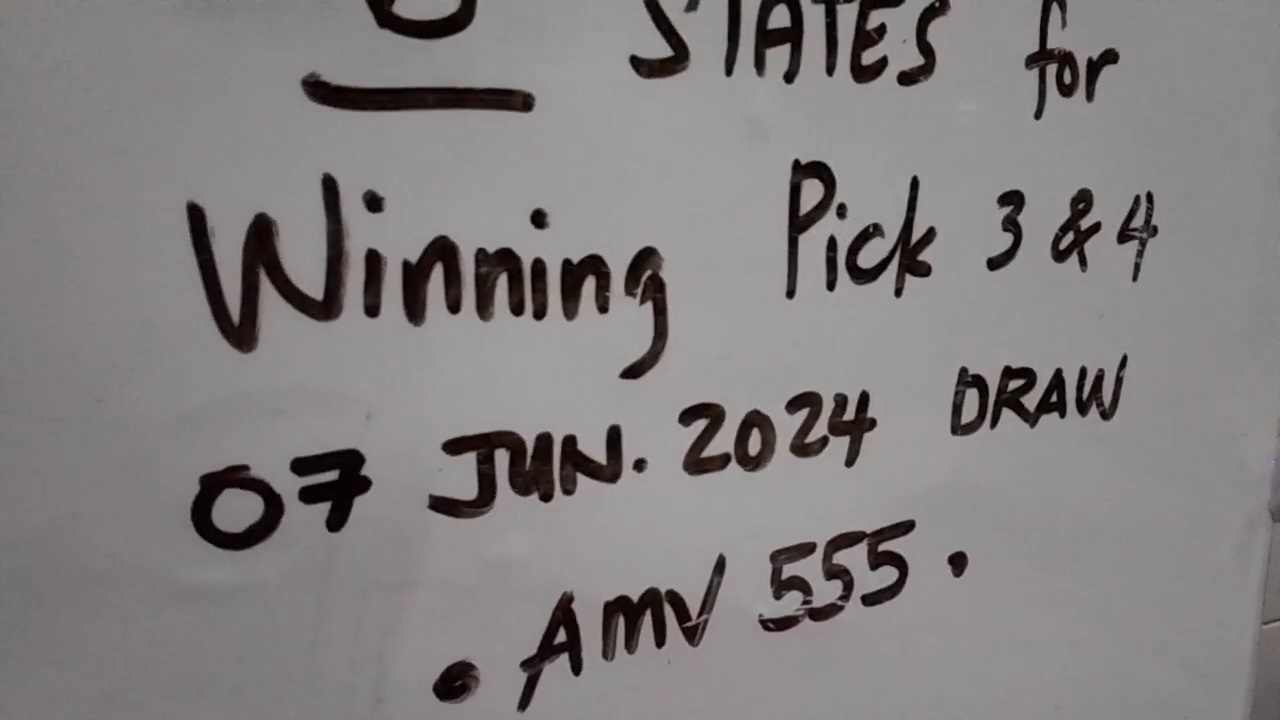 STATES for
Winning Pick 3 & 4
07 JUN. 2024 DRAW
. AmV 555 .